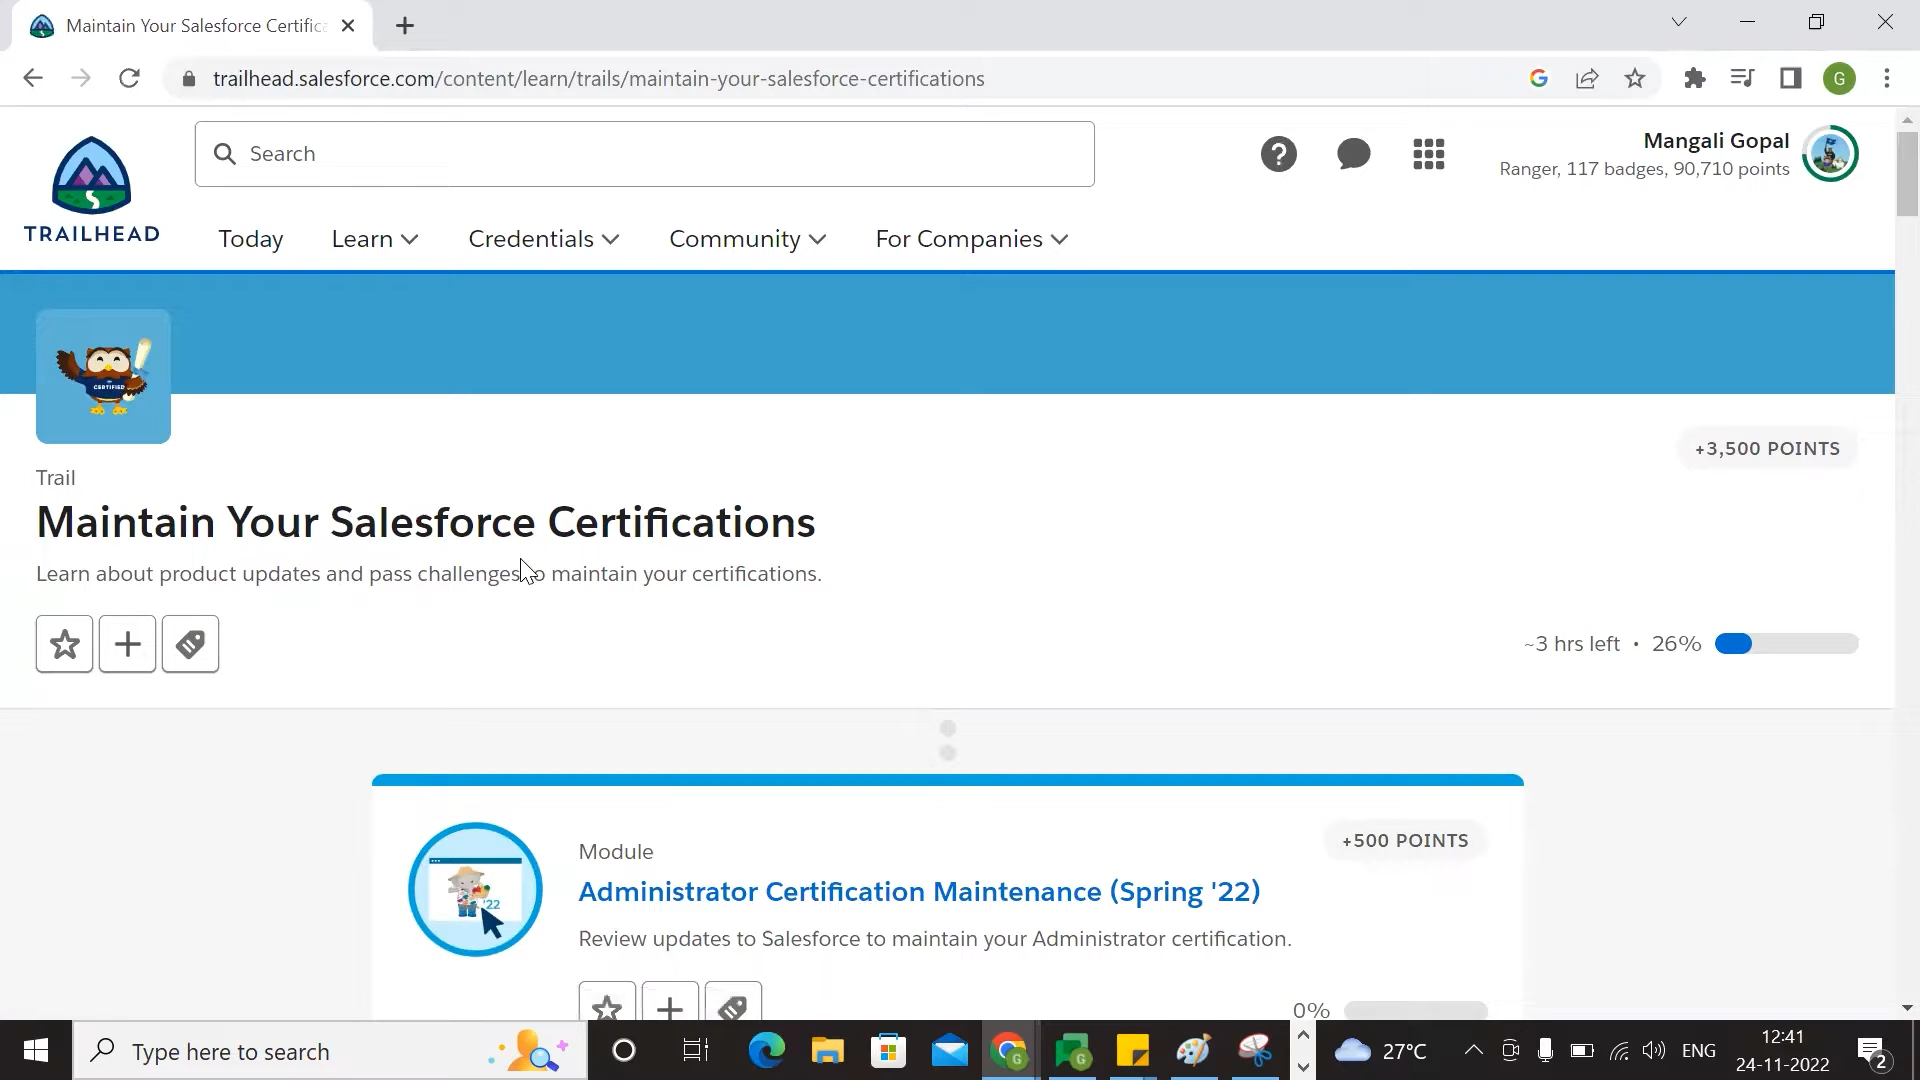 Maintain Your Salesforce Certific
trailhead.salesforce.com/content/learn/trails/maintain-your-salesforce-certifications
G
TRAILHEAD
Search
Mangali Gopal
Ranger, 117 badges, 90,710 points
Today Learn Credentials Community For Companies
CERTIFIED
+3,500 POINTS
Trail
Maintain Your Salesforce Certifications
Learn about product updates and pass challenges to maintain your certifications.
~3 hrs left • 26%
+500 POINTS
Module
Administrator Certification Maintenance (Spring '22)
'22
Review updates to Salesforce to maintain your Administrator certification.
0%
Type here to search
G
G
27°C
ENG
12:41
24-11-2022
2